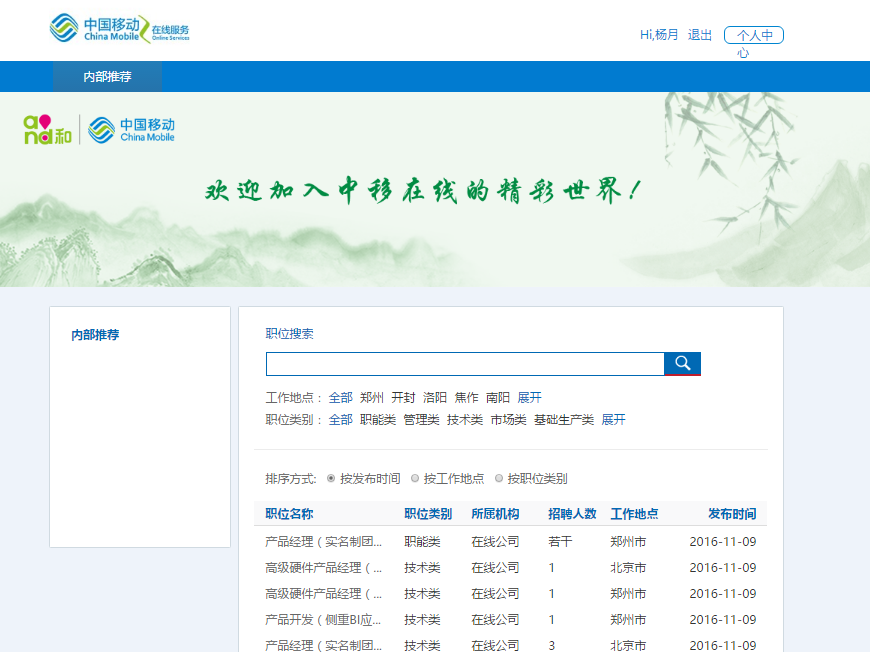 中国移动 在线服务
China Mobile Online Services
Hi,杨月 退出 个人中心
内部推荐
and和 中国移动
China Mobile
欢迎加入中移在线的精彩世界！
内部推荐
职位搜索
工作地点： 全部 郑州 开封 洛阳 焦作 南阳 展开
职位类别： 全部 职能类 管理类 技术类 市场类 基础生产类 展开
排序方式: 按发布时间 按工作地点 按职位类别
职位名称 职位类别 所属机构 招聘人数 工作地点 发布时间
产品经理（实名制团... 职能类 在线公司 若干 郑州市 2016-11-09
高级硬件产品经理（... 技术类 在线公司 1 北京市 2016-11-09
高级硬件产品经理（... 技术类 在线公司 1 郑州市 2016-11-09
产品开发（侧重BI应... 技术类 在线公司 1 郑州市 2016-11-09
产品经理（实名制团... 技术类 在线公司 3 北京市 2016-11-09